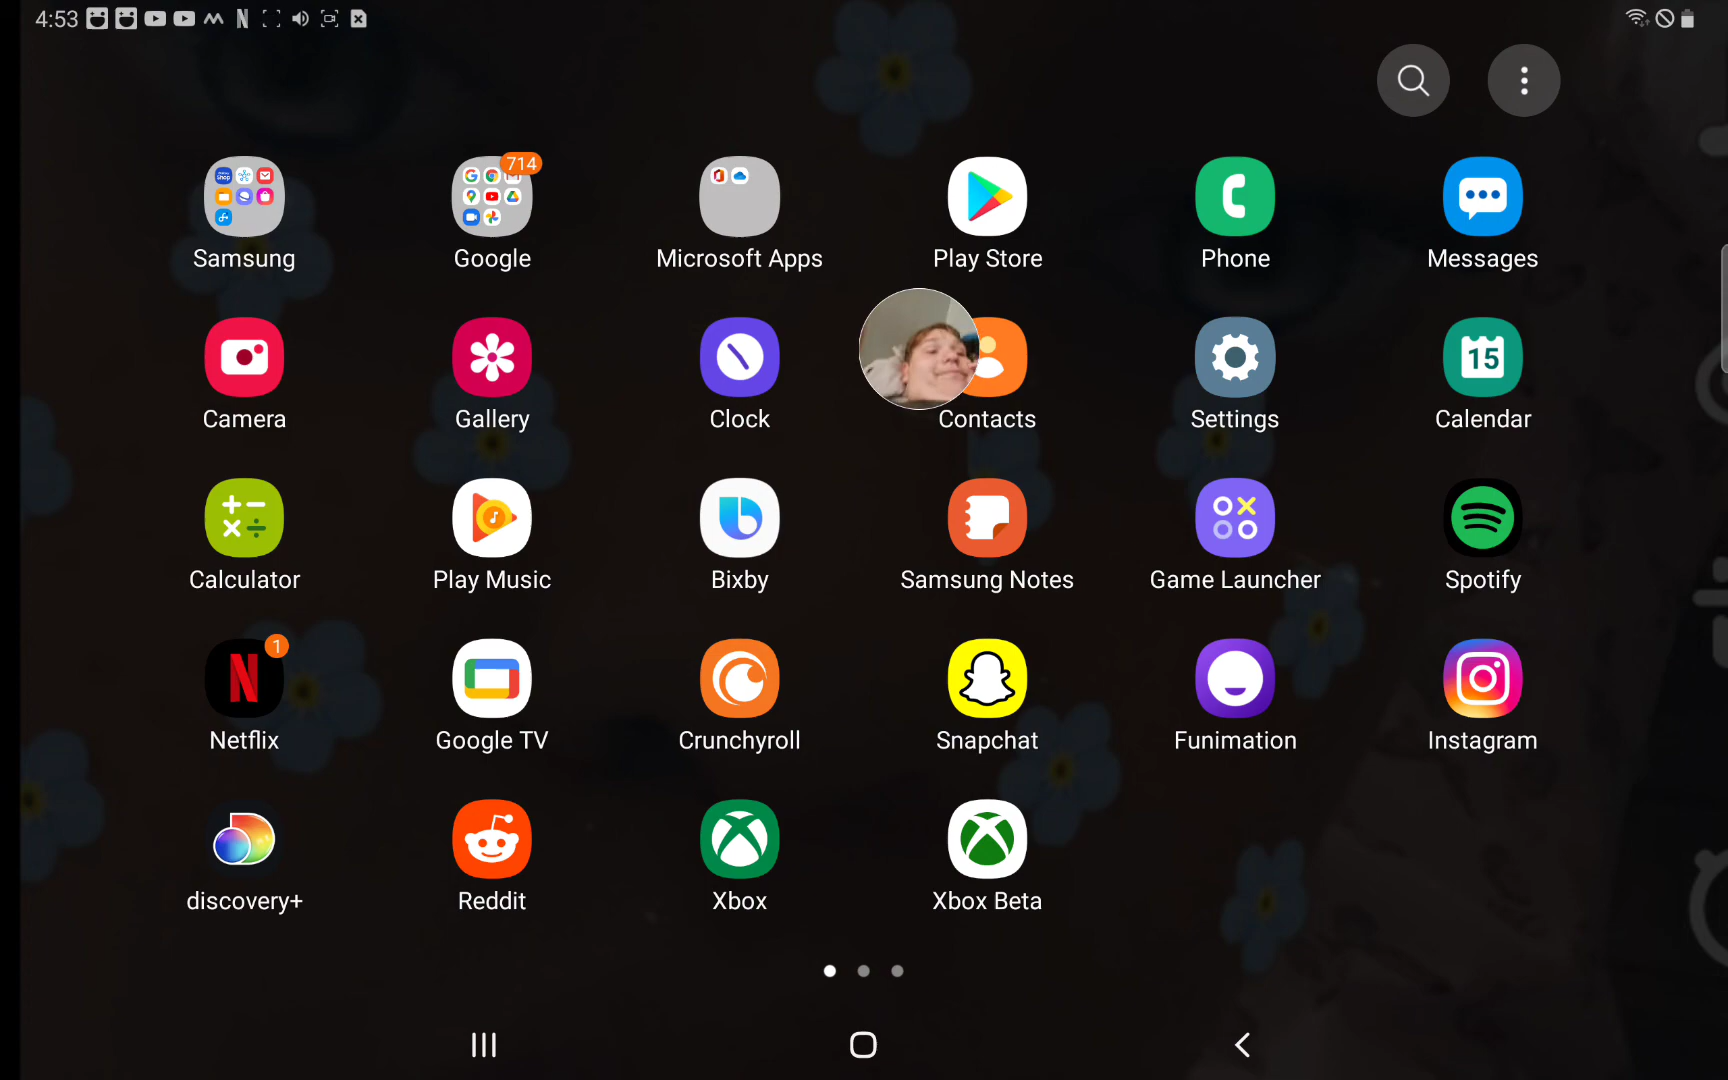 4:53
714
Samsung Google Microsoft Apps Play Store Phone Messages
15
Camera Gallery Clock Contacts Settings Calendar
Calculator Play Music Bixby Samsung Notes Game Launcher Spotify
1
Netflix Google TV Crunchyroll Snapchat Funimation Instagram
discovery+ Reddit Xbox Xbox Beta